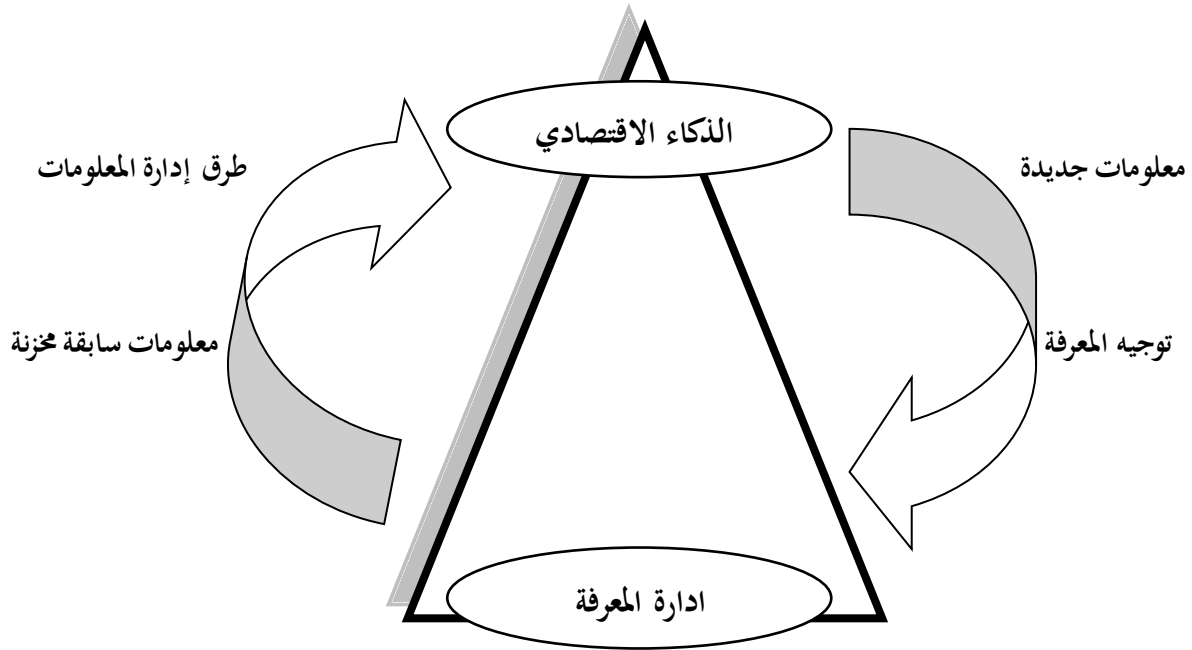 الذكاء الاقتصادي
معلومات جديدة
طرق إدارة المعلومات
توجيه المعرفة
معلومات سابقة مخزنة
ادارة المعرفة